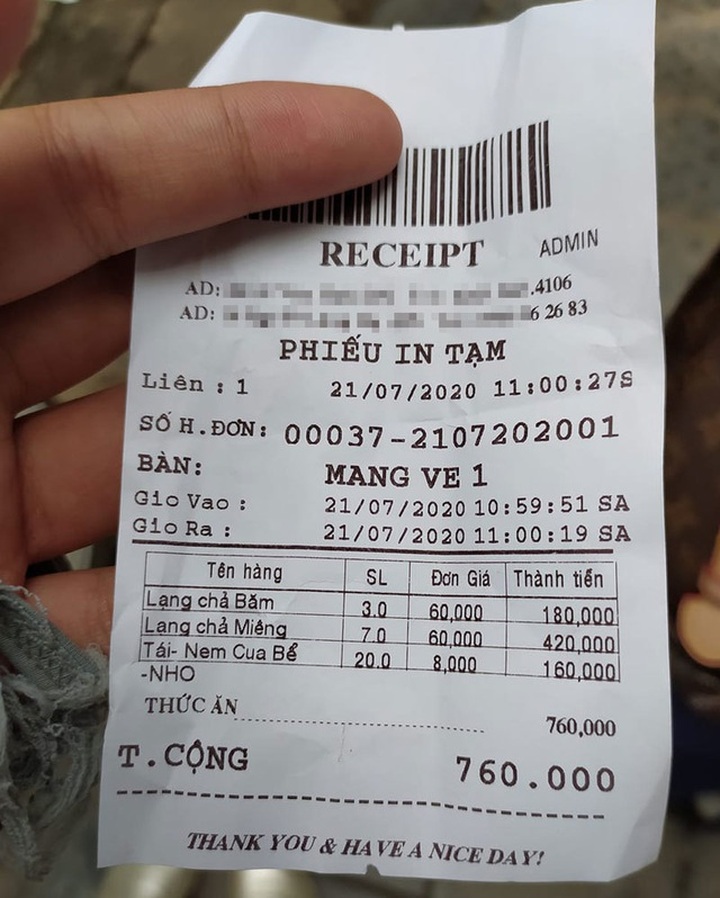 RECEIPT ADMIN
AD: .4106
AD: 6 26 83
PHIẾU IN TẠM
Liên : 1 21/07/2020 11:00:27S
SỐ H.ĐƠN: 00037-2107202001
BÀN: MANG VE 1
Gio Vao : 21/07/2020 10:59:51 SA
Gio Ra : 21/07/2020 11:00:19 SA
Tên hàng SL Đơn Giá Thành tiền
Lạng chả Băm 3.0 60,000 180,000
Lạng chả Miêng 7.0 60,000 420,000
Tái- Nem Cua Bể 20.0 8,000 160,000
-NHO
THỨC ĂN 760,000
T.CỘNG 760.000
THANK YOU & HAVE A NICE DAY!